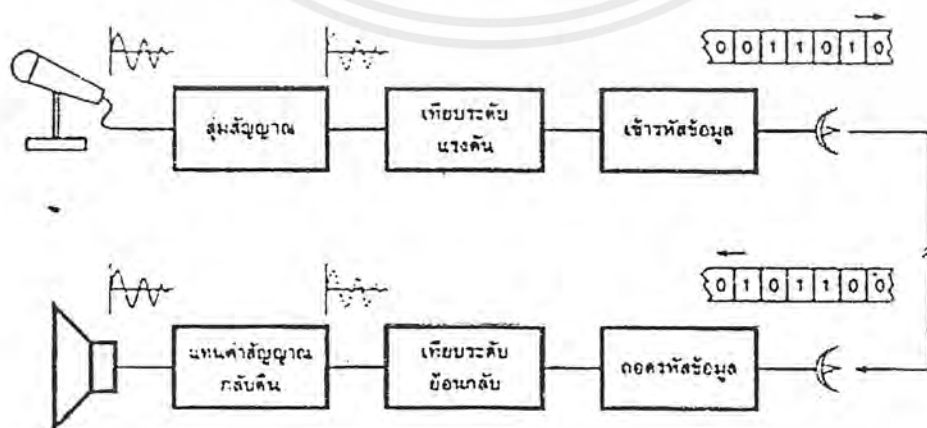 0 0 1 1 0 1 0
สุ่มสัญญาณ
เทียบระดับ
แรงดัน
เข้ารหัสข้อมูล
0 1 0 1 1 0 0
แทนค่าสัญญาณ
กลับคืน
เทียบระดับ
ย้อนกลับ
ถอดรหัสข้อมูล